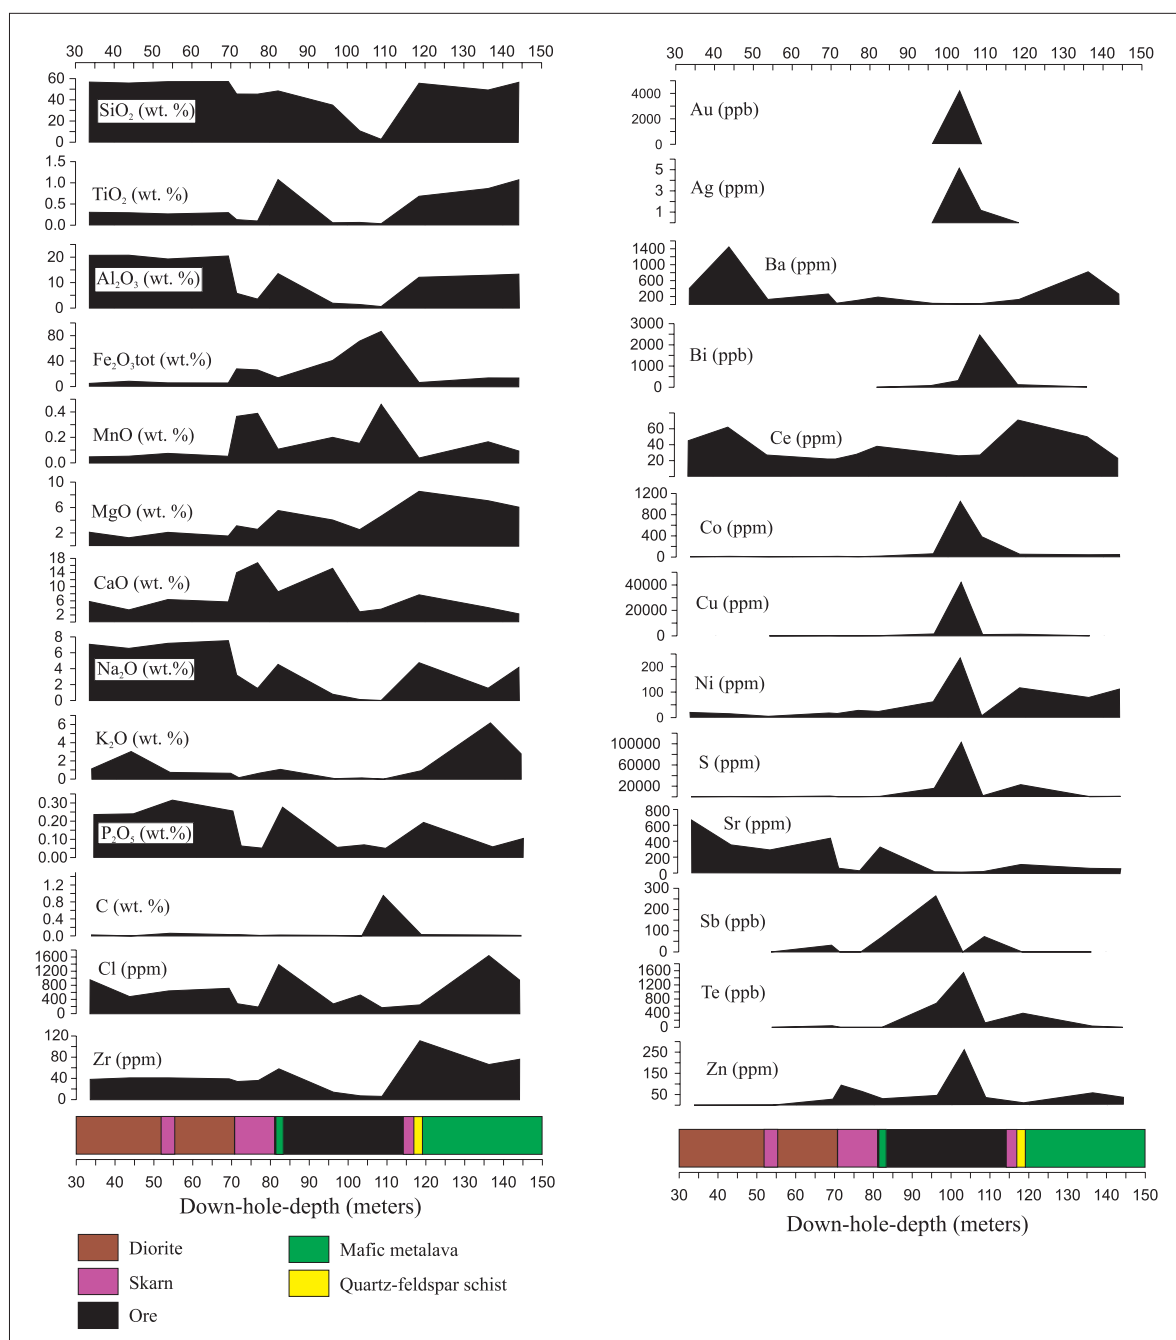 30 40 50 60 70 80 90 100 110 120 130 140 150
60
40
20
0
SiO₂ (wt. %)
1.5
1.0
0.5
0.0
TiO₂ (wt. %)
20
10
0
Al₂O₃ (wt. %)
80
40
0
Fe₂O₃tot (wt.%)
0.4
0.2
0.0
MnO (wt. %)
10
6
2
MgO (wt. %)
18
14
10
6
2
CaO (wt. %)
8
6
4
2
0
Na₂O (wt.%)
6
4
2
0
K₂O (wt. %)
0.30
0.20
0.10
0.00
P₂O₅ (wt.%)
1.2
0.8
0.4
0.0
C (wt. %)
1600
1200
800
400
0
Cl (ppm)
120
80
40
0
Zr (ppm)
30 40 50 60 70 80 90 100 110 120 130 140 150
Down-hole-depth (meters)
30 40 50 60 70 80 90 100 110 120 130 140 150
4000
2000
0
Au (ppb)
5
3
1
Ag (ppm)
1400
1000
600
200
Ba (ppm)
3000
2000
1000
0
Bi (ppb)
60
40
20
Ce (ppm)
1200
800
400
0
Co (ppm)
40000
20000
0
Cu (ppm)
200
100
0
Ni (ppm)
100000
60000
20000
S (ppm)
800
600
400
200
0
Sr (ppm)
300
200
100
0
Sb (ppb)
1600
1200
800
400
0
Te (ppb)
250
150
50
Zn (ppm)
30 40 50 60 70 80 90 100 110 120 130 140 150
Down-hole-depth (meters)
Diorite
Skarn
Ore
Mafic metalava
Quartz-feldspar schist